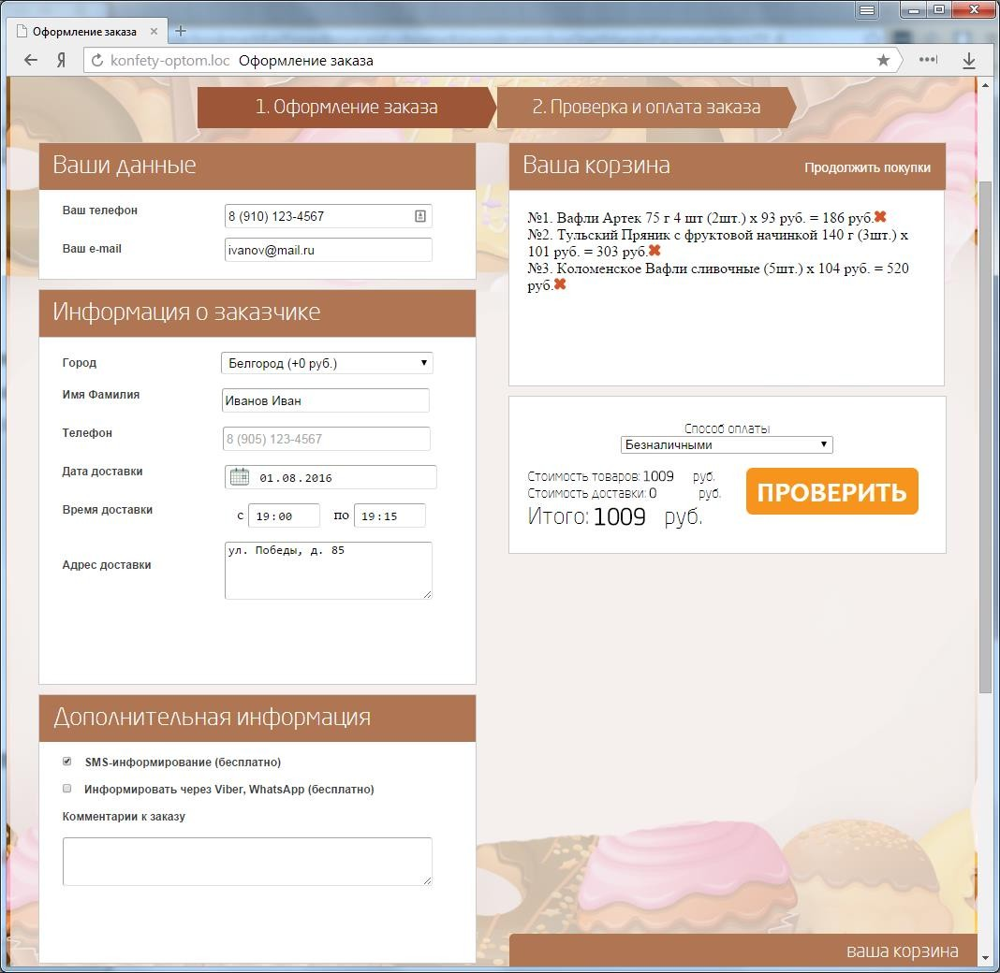 Оформление заказа
Я
konfety-optom.loc Оформление заказа
1. Оформление заказа
2. Проверка и оплата заказа
Ваши данные
Ваш телефон
8 (910) 123-4567
Ваш e-mail
ivanov@mail.ru
Информация о заказчике
Город
Белгород (+0 руб.)
Имя Фамилия
Иванов Иван
Телефон
8 (905) 123-4567
Дата доставки
01.08.2016
Время доставки
с 19:00 по 19:15
Адрес доставки
ул. Победы, д. 85
Дополнительная информация
SMS-информирование (бесплатно)
Информировать через Viber, WhatsApp (бесплатно)
Комментарии к заказу
Ваша корзина
Продолжить покупки
№1. Вафли Артек 75 г 4 шт (2шт.) x 93 руб. = 186 руб.
№2. Тульский Пряник с фруктовой начинкой 140 г (3шт.) x
101 руб. = 303 руб.
№3. Коломенское Вафли сливочные (5шт.) x 104 руб. = 520
руб.
Способ оплаты
Безналичными
Стоимость товаров: 1009 руб.
Стоимость доставки: 0 руб.
Итого: 1009 руб.
ПРОВЕРИТЬ
ваша корзина